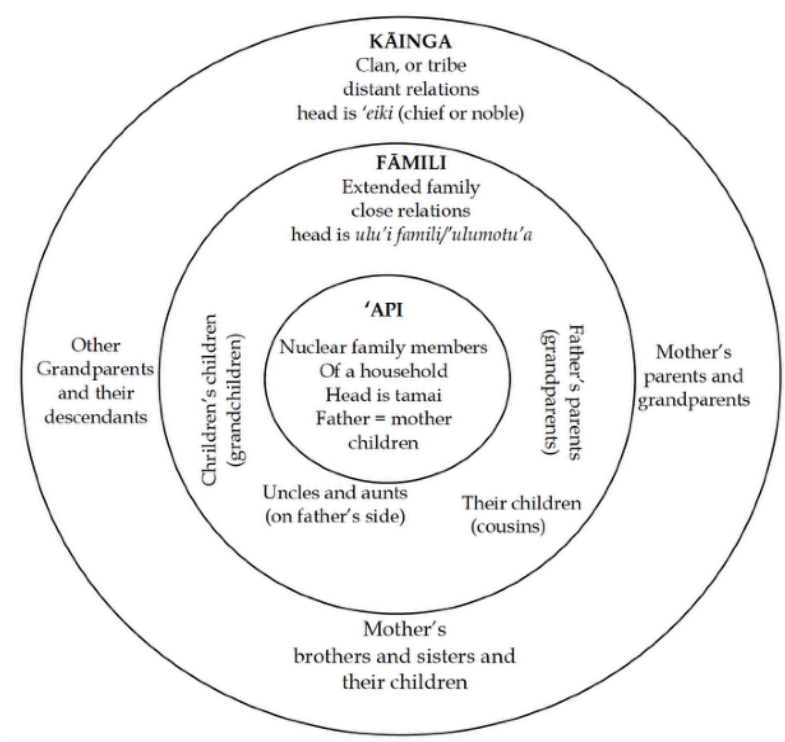 KĀINGA
Clan, or tribe
distant relations
head is ‘eiki (chief or noble)
FĀMILI
Extended family
close relations
head is ulu’i famili/’ulumotu’a
‘API
Nuclear family members
Of a household
Head is tamai
Father = mother
children
Other
Grandparents
and their
descendants
Chrildren’s children
(grandchildren)
Father’s parents
(grandparents)
Mother’s
parents and
grandparents
Uncles and aunts
(on father’s side)
Their children
(cousins)
Mother’s
brothers and sisters and
their children